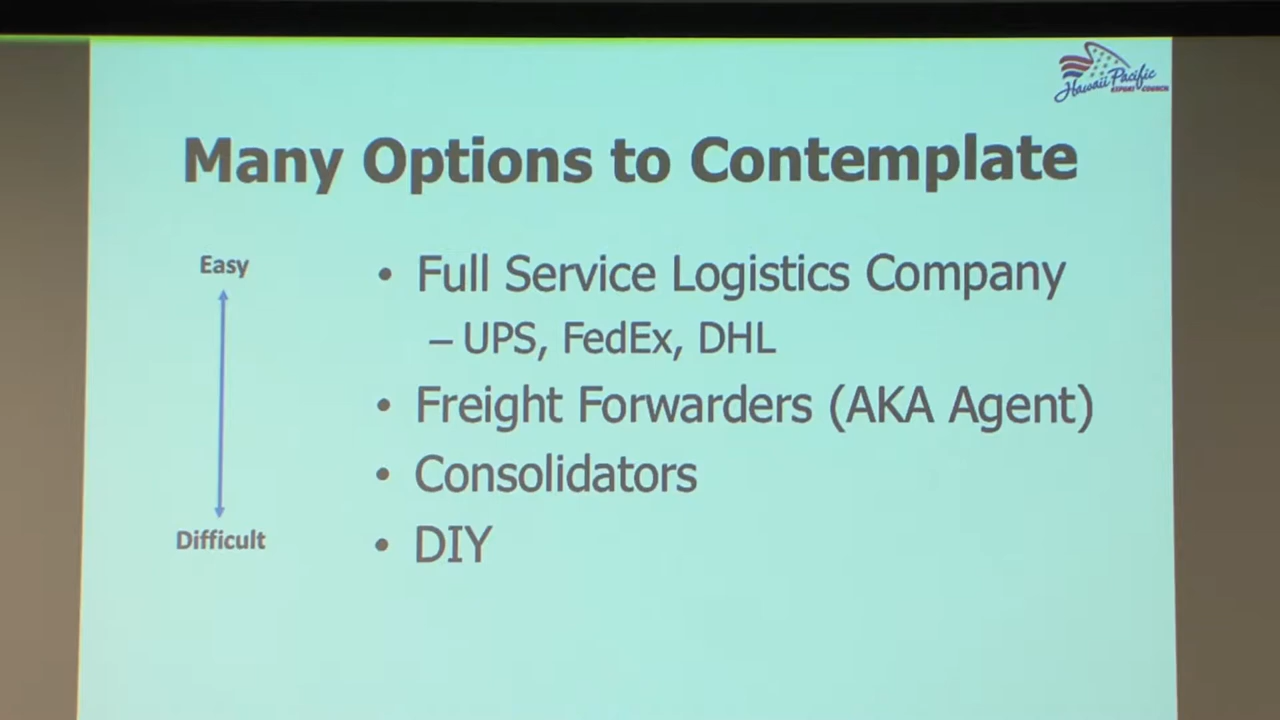 Hawaii Pacific
EXPORT COUNCIL
Many Options to Contemplate
Easy
• Full Service Logistics Company
– UPS, FedEx, DHL
• Freight Forwarders (AKA Agent)
• Consolidators
Difficult
• DIY